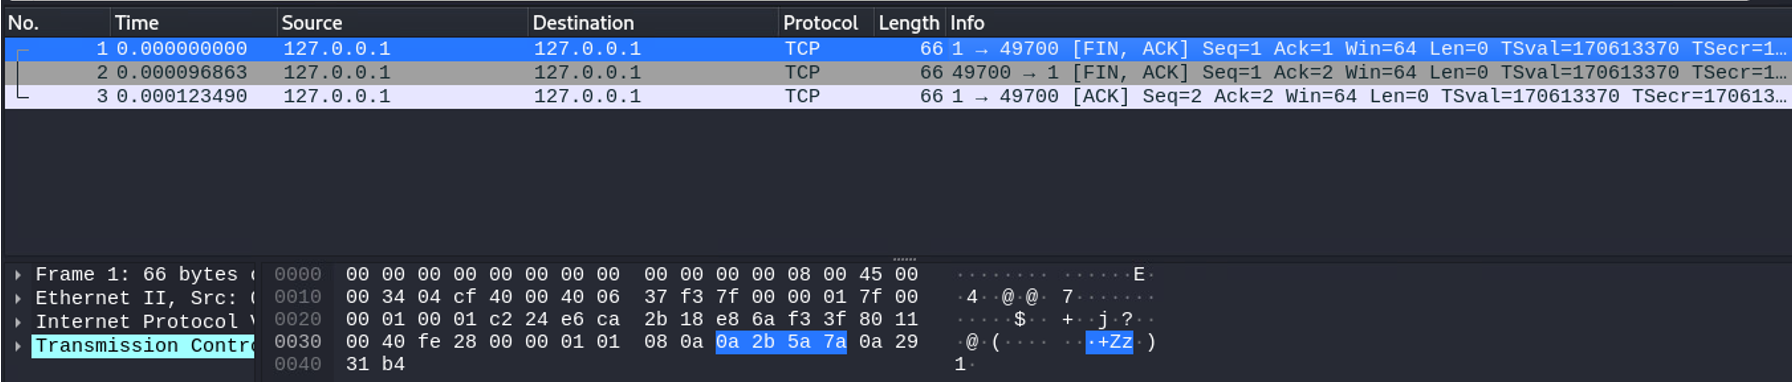 No. Time Source Destination Protocol Length Info
1 0.000000000 127.0.0.1 127.0.0.1 TCP 66 1 → 49700 [FIN, ACK] Seq=1 Ack=1 Win=64 Len=0 TSval=170613370 TSecr=1…
2 0.000096863 127.0.0.1 127.0.0.1 TCP 66 49700 → 1 [FIN, ACK] Seq=1 Ack=2 Win=64 Len=0 TSval=170613370 TSecr=1…
3 0.000123490 127.0.0.1 127.0.0.1 TCP 66 1 → 49700 [ACK] Seq=2 Ack=2 Win=64 Len=0 TSval=170613370 TSecr=170613…
Frame 1: 66 bytes
Ethernet II, Src:
Internet Protocol
Transmission Contr
0000 00 00 00 00 00 00 00 00 00 00 00 00 08 00 45 00 ········ ······E·
0010 00 34 04 cf 40 00 40 06 37 f3 7f 00 00 01 7f 00 ·4··@·@· 7·······
0020 00 01 00 01 c2 24 e6 ca 2b 18 e8 6a f3 3f 80 11 ·····$·· +··j·?··
0030 00 40 fe 28 00 00 01 01 08 0a 0a 2b 5a 7a 0a 29 ·@·(···· ···+Zz·)
0040 31 b4 1·